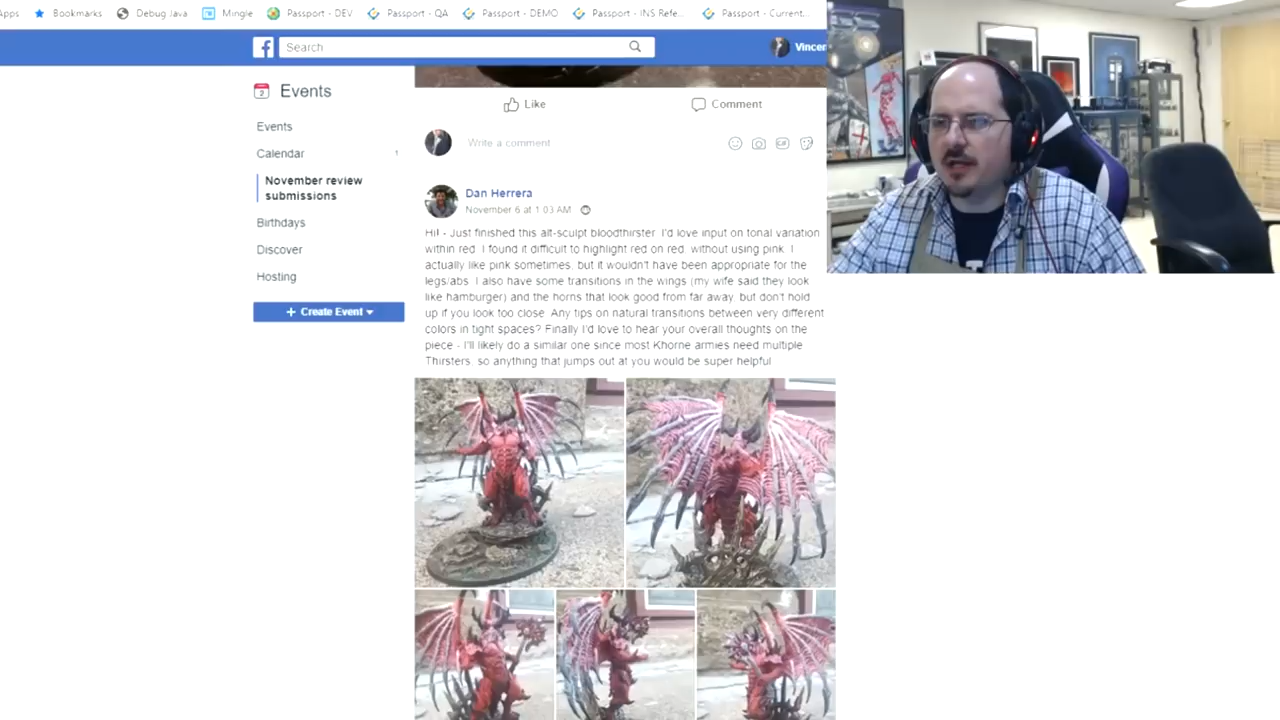 Apps Bookmarks Debug Java Mingle Passport - DEV Passport - QA Passport - DEMO Passport - INS Refe... Passport - Current...
Search
Vincen
2 Events
Like Comment
Events
Write a comment
Calendar 1
November review
submissions
Dan Herrera
November 6 at 1:03 AM
Birthdays
Discover
Hosting
Create Event
Hi! - Just finished this alt-sculpt bloodthirster. I'd love input on tonal variation
within red. I found it difficult to highlight red on red, without using pink. I
actually like pink sometimes, but it wouldn't have been appropriate for the
legs/abs. I also have some transitions in the wings (my wife said they look
like hamburger) and the horns that look good from far away, but don't hold
up if you look too close. Any tips on natural transitions between very different
colors in tight spaces? Finally I'd love to hear your overall thoughts on the
piece - I'll likely do a similar one since most Khorne armies need multiple
Thirsters, so anything that jumps out at you would be super helpful